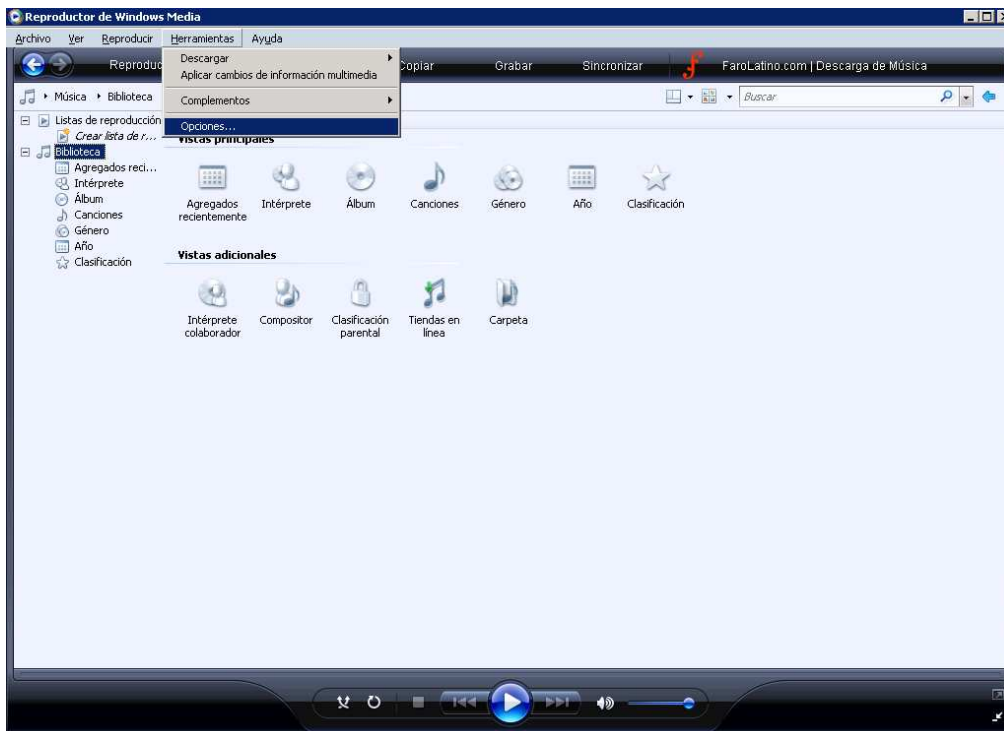 Reproductor de Windows Media
Archivo Ver Reproducir Herramientas Ayuda
Descargar
Aplicar cambios de información multimedia
Complementos
Opciones...
Reproduc
Copiar Grabar Sincronizar FaroLatino.com | Descarga de Música
Música Biblioteca
Buscar
Listas de reproducción
Crear lista de r...
Biblioteca
Agregados reci...
Intérprete
Álbum
Canciones
Género
Año
Clasificación
Vistas principales
Agregados recientemente
Intérprete
Álbum
Canciones
Género
Año
Clasificación
Vistas adicionales
Intérprete colaborador
Compositor
Clasificación parental
Tiendas en línea
Carpeta